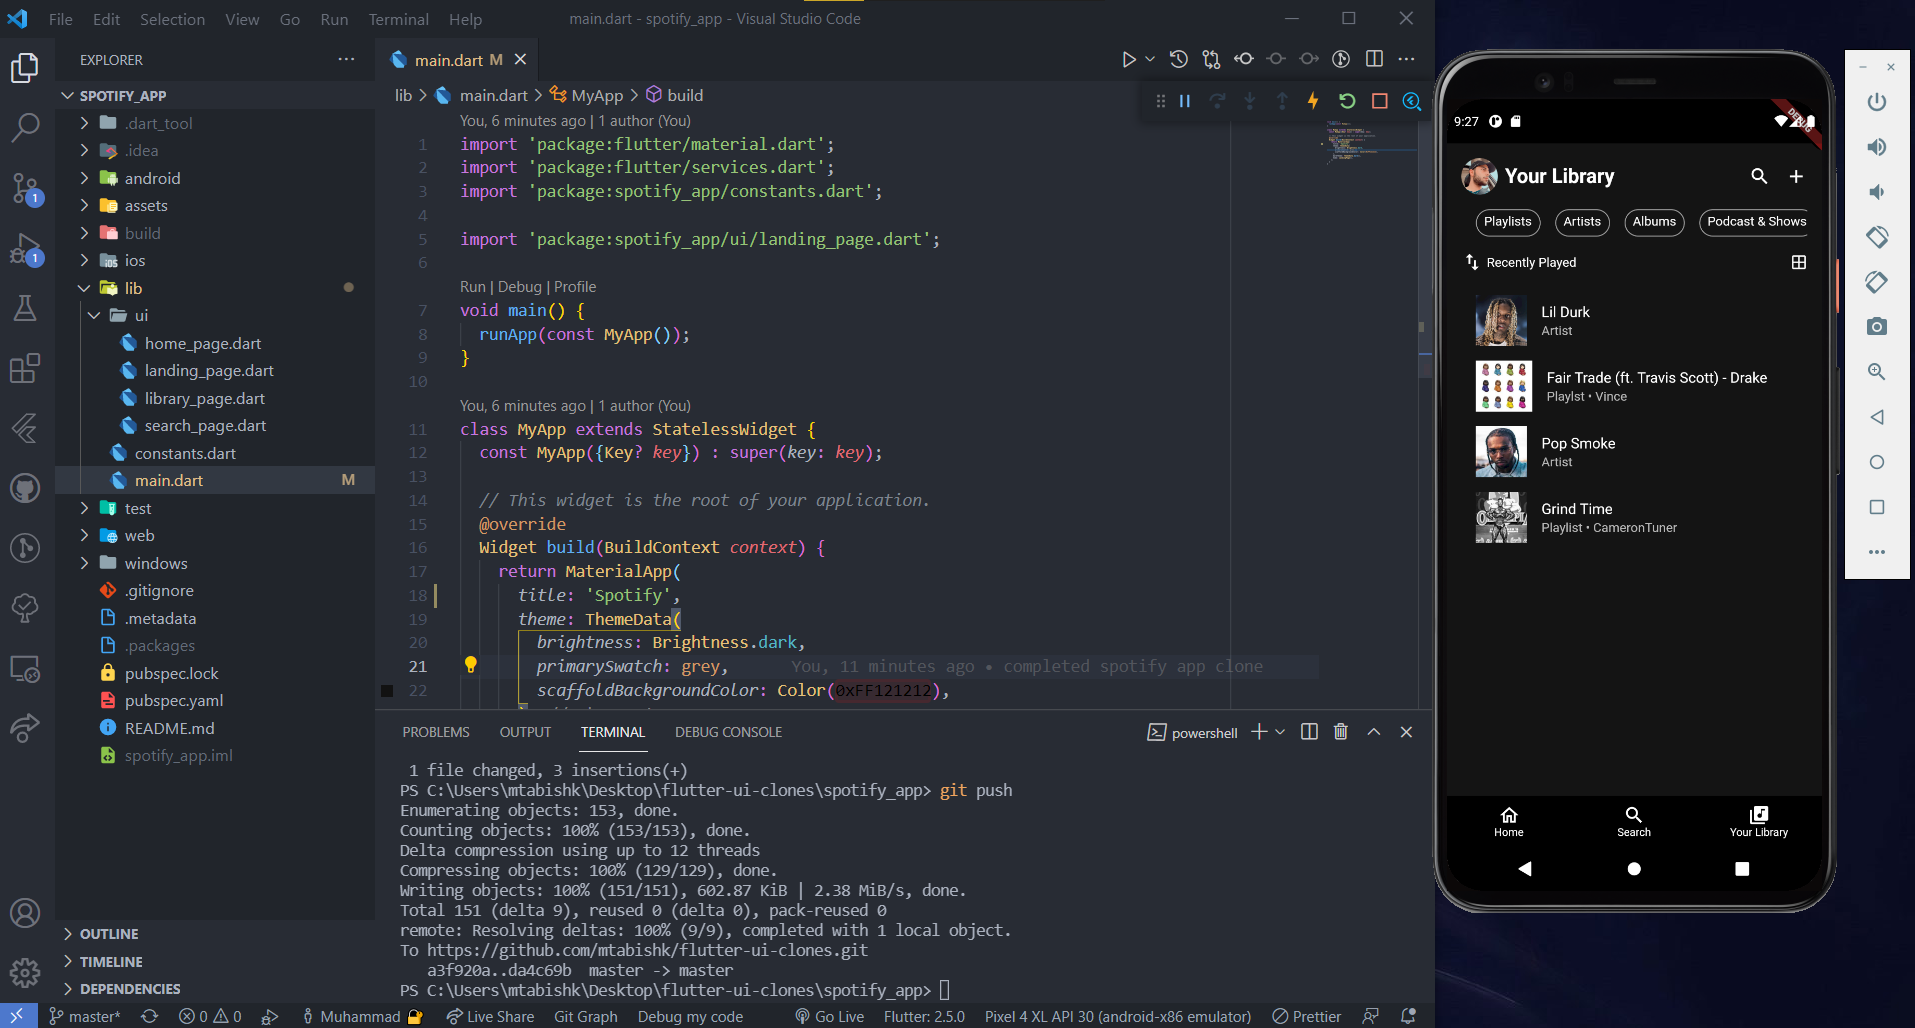 File Edit Selection View Go Run Terminal Help
main.dart - spotify_app - Visual Studio Code
EXPLORER
SPOTIFY_APP
.dart_tool
.idea
android
assets
build
ios
lib
ui
home_page.dart
landing_page.dart
library_page.dart
search_page.dart
constants.dart
main.dart M
test
web
windows
.gitignore
.metadata
.packages
pubspec.lock
pubspec.yaml
README.md
spotify_app.iml
OUTLINE
TIMELINE
DEPENDENCIES
1
1
main.dart M
lib > main.dart > MyApp > build
You, 6 minutes ago | 1 author (You)
1 import 'package:flutter/material.dart';
2 import 'package:flutter/services.dart';
3 import 'package:spotify_app/constants.dart';
4
5 import 'package:spotify_app/ui/landing_page.dart';
6
Run | Debug | Profile
7 void main() {
8 runApp(const MyApp());
9 }
10
You, 6 minutes ago | 1 author (You)
11 class MyApp extends StatelessWidget {
12 const MyApp({Key? key}) : super(key: key);
13
14 // This widget is the root of your application.
15 @override
16 Widget build(BuildContext context) {
17 return MaterialApp(
18 title: 'Spotify',
19 theme: ThemeData(
20 brightness: Brightness.dark,
21 primarySwatch: grey, You, 11 minutes ago • completed spotify app clone
22 scaffoldBackgroundColor: Color(0xFF121212),
PROBLEMS OUTPUT TERMINAL DEBUG CONSOLE
powershell
1 file changed, 3 insertions(+)
PS C:\Users\mtabishk\Desktop\flutter-ui-clones\spotify_app> git push
Enumerating objects: 153, done.
Counting objects: 100% (153/153), done.
Delta compression using up to 12 threads
Compressing objects: 100% (129/129), done.
Writing objects: 100% (151/151), 602.87 KiB | 2.38 MiB/s, done.
Total 151 (delta 9), reused 0 (delta 0), pack-reused 0
remote: Resolving deltas: 100% (9/9), completed with 1 local object.
To https://github.com/mtabishk/flutter-ui-clones.git
a3f920a..da4c69b master -> master
PS C:\Users\mtabishk\Desktop\flutter-ui-clones\spotify_app>
master* 0 0 Muhammad Live Share Git Graph Debug my code Go Live Flutter: 2.5.0 Pixel 4 XL API 30 (android-x86 emulator) Prettier
9:27
DEBUG
Your Library
Playlists Artists Albums Podcast & Shows
Recently Played
Lil Durk
Artist
Fair Trade (ft. Travis Scott) - Drake
Playlst • Vince
Pop Smoke
Artist
Grind Time
Playlist • CameronTuner
Home Search Your Library